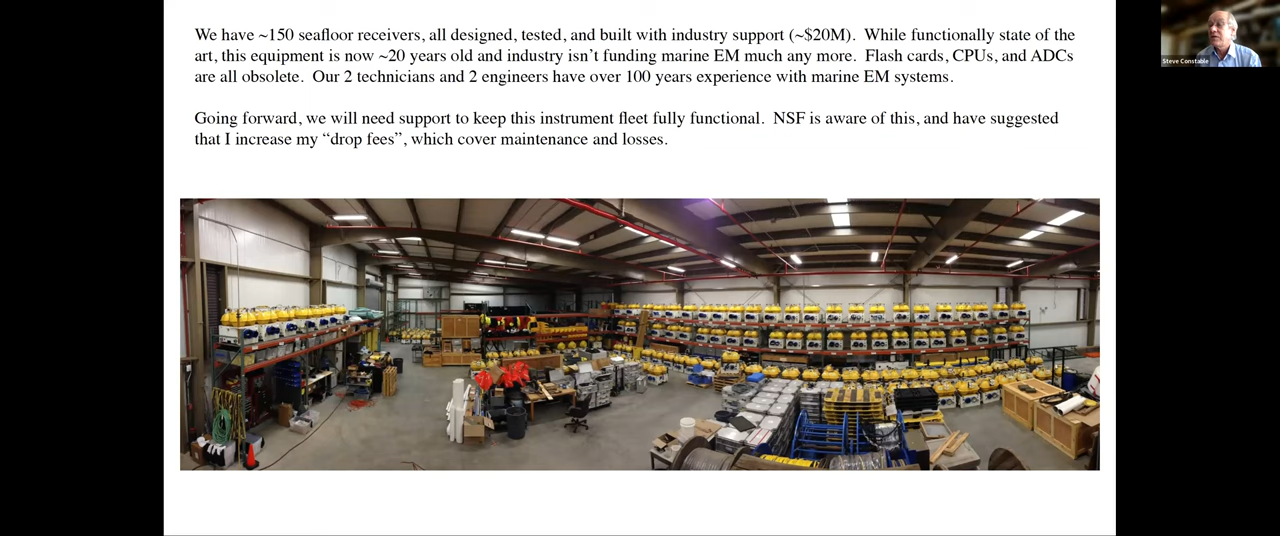 We have ~150 seafloor receivers, all designed, tested, and built with industry support (~$20M).  While functionally state of the
art, this equipment is now ~20 years old and industry isn’t funding marine EM much any more.  Flash cards, CPUs, and ADCs
are all obsolete.  Our 2 technicians and 2 engineers have over 100 years experience with marine EM systems.
Going forward, we will need support to keep this instrument fleet fully functional.  NSF is aware of this, and have suggested
that I increase my “drop fees”, which cover maintenance and losses.
Steve Constable